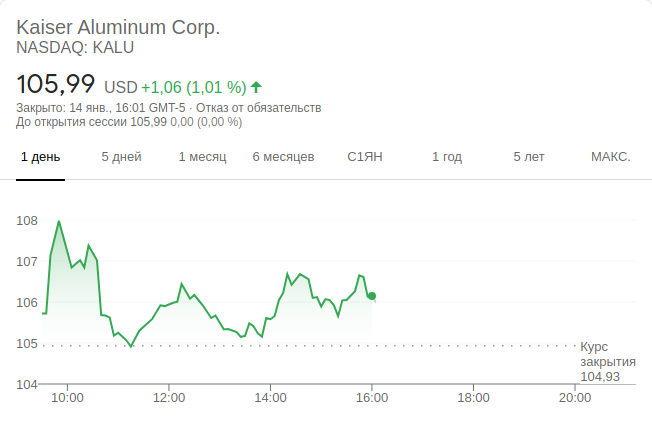 Kaiser Aluminum Corp.
NASDAQ: KALU
105,99 USD +1,06 (1,01 %)
Закрыто: 14 янв., 16:01 GMT-5 · Отказ от обязательств
До открытия сессии 105,99 0,00 (0,00 %)
1 день 5 дней 1 месяц 6 месяцев С1ЯН 1 год 5 лет МАКС.
108
107
106
105
Курс
закрытия
104,93
104
10:00 12:00 14:00 16:00 18:00 20:00